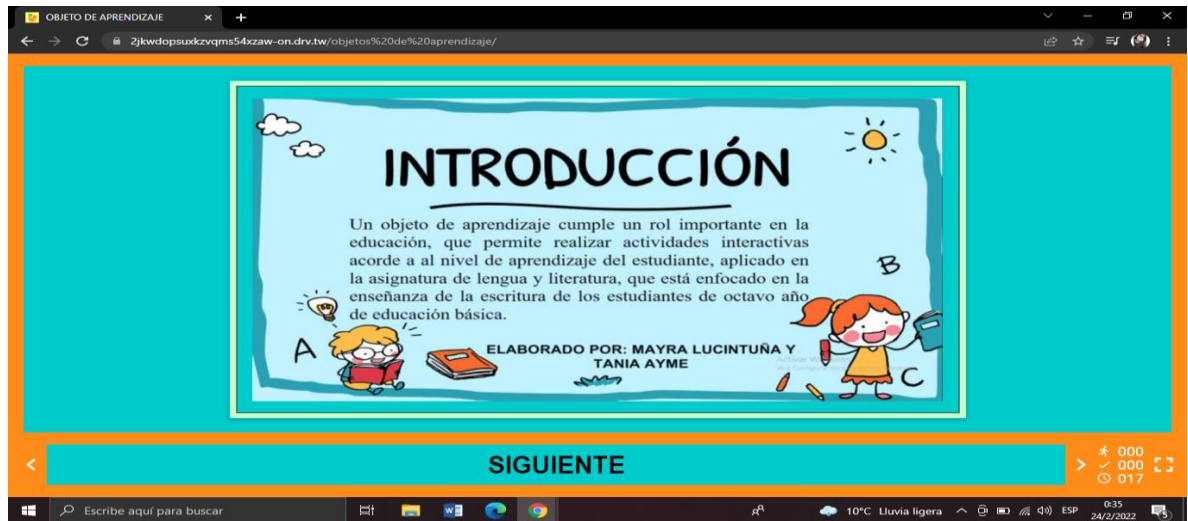 OBJETO DE APRENDIZAJE
2jkwdopsuxkzvqms54xzaw-on.drv.tw/objetos%20de%20aprendizaje/
INTRODUCCIÓN
Un objeto de aprendizaje cumple un rol importante en la
educación, que permite realizar actividades interactivas
acorde a al nivel de aprendizaje del estudiante, aplicado en
la asignatura de lengua y literatura, que está enfocado en la
enseñanza de la escritura de los estudiantes de octavo año
de educación básica.
B
A
ELABORADO POR: MAYRA LUCINTUÑA Y
TANIA AYME
C
SIGUIENTE
000
000
017
Escribe aquí para buscar
10°C Lluvia ligera
ESP
0:35
24/2/2022
5